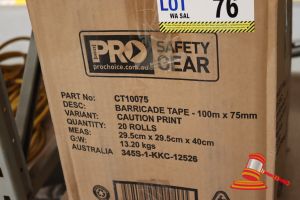 LOT 76
WA SAL
PRO
CHOICE
SAFETY
GEAR
prochoice.com.au
PART No: CT10075
DESC: BARRICADE TAPE - 100m x 75mm
VARIANT: CAUTION PRINT
QUANTITY: 20 ROLLS
MEAS: 29.5cm x 29.5cm x 40cm
G.W: 13.20 kgs
AUSTRALIA 345S-1-KKC-12526